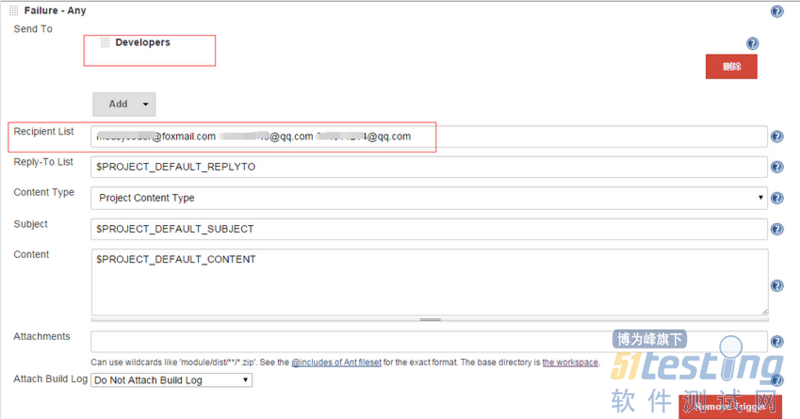 Failure - Any
Send To
Developers
删除
Add
Recipient List
@foxmail.com @qq.com @qq.com
Reply-To List
$PROJECT_DEFAULT_REPLYTO
Content Type
Project Content Type
Subject
$PROJECT_DEFAULT_SUBJECT
Content
$PROJECT_DEFAULT_CONTENT
Attachments
Can use wildcards like 'module/dist/**/*.zip'. See the @includes of Ant fileset for the exact format. The base directory is the workspace.
Attach Build Log
Do Not Attach Build Log
Remove Trigger
博为峰旗下
51testing
软件测试网